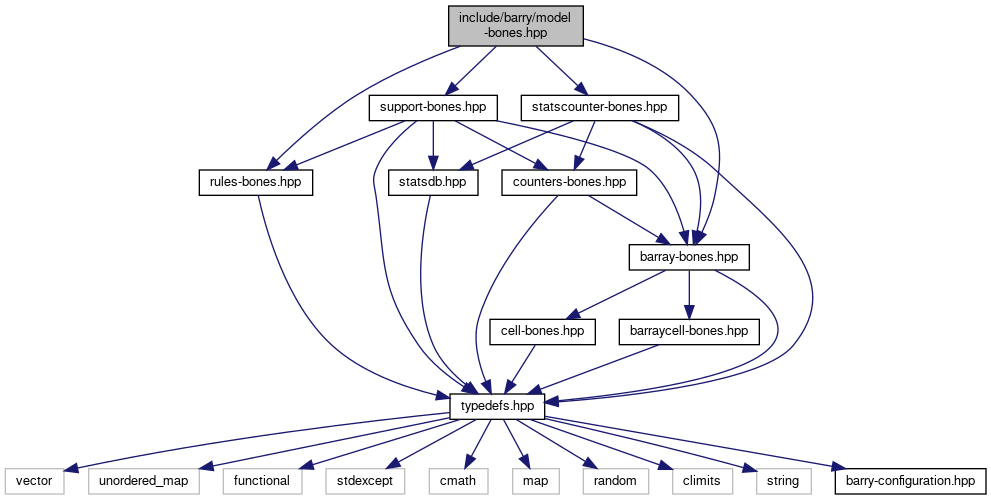 include/barry/model
-bones.hpp
support-bones.hpp
statscounter-bones.hpp
rules-bones.hpp
statsdb.hpp
counters-bones.hpp
barray-bones.hpp
cell-bones.hpp
barraycell-bones.hpp
typedefs.hpp
vector
unordered_map
functional
stdexcept
cmath
map
random
climits
string
barry-configuration.hpp